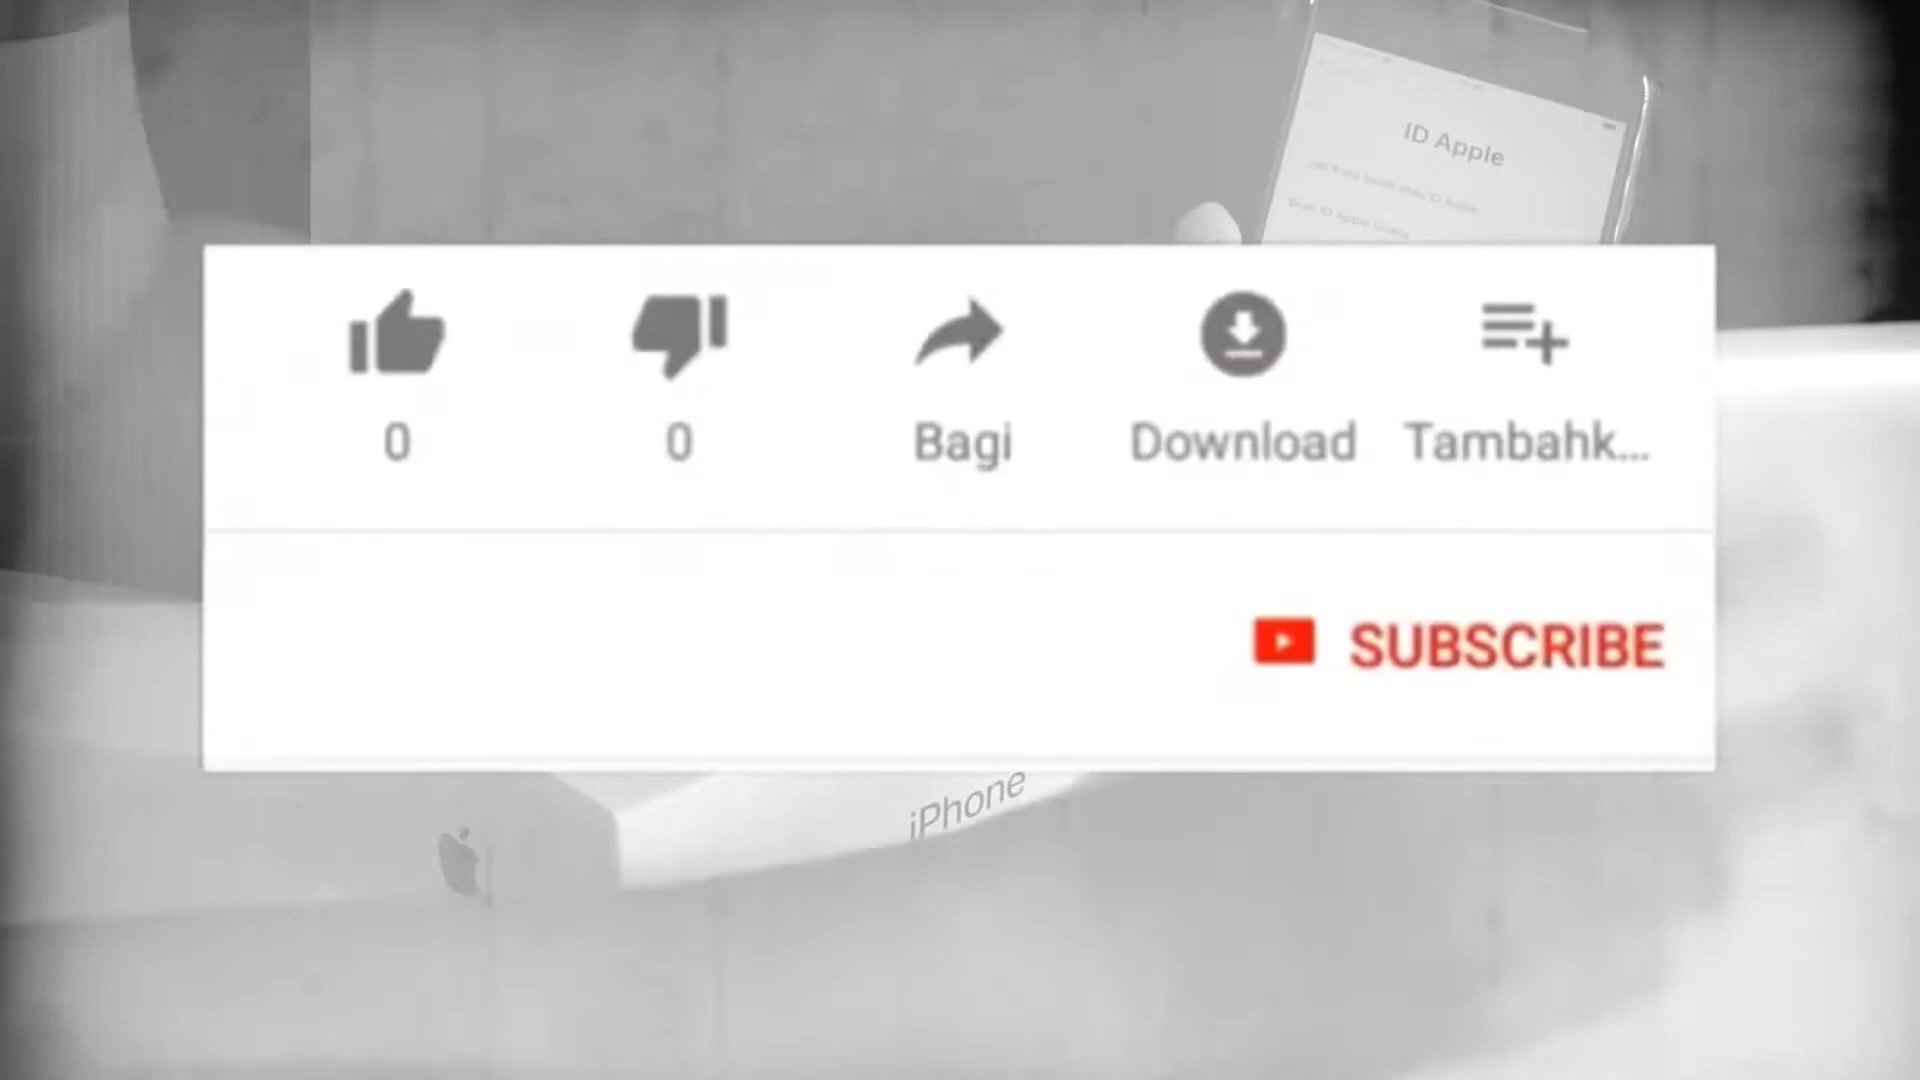 ID Apple
0
0
Bagi
Download
Tambahk...
SUBSCRIBE
iPhone